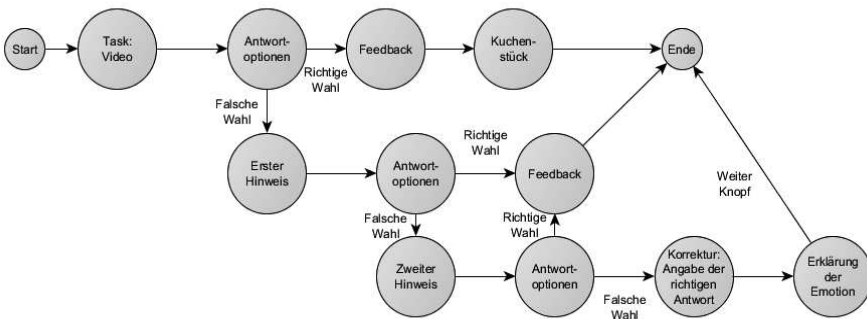 Start
Task:
Video
Antwort-
optionen
Richtige
Wahl
Feedback
Kuchen-
stück
Ende
Falsche
Wahl
Erster
Hinweis
Antwort-
optionen
Richtige
Wahl
Feedback
Weiter
Knopf
Falsche
Wahl
Richtige
Wahl
Zweiter
Hinweis
Antwort-
optionen
Falsche
Wahl
Korrektur:
Angabe der
richtigen
Antwort
Erklärung
der
Emotion